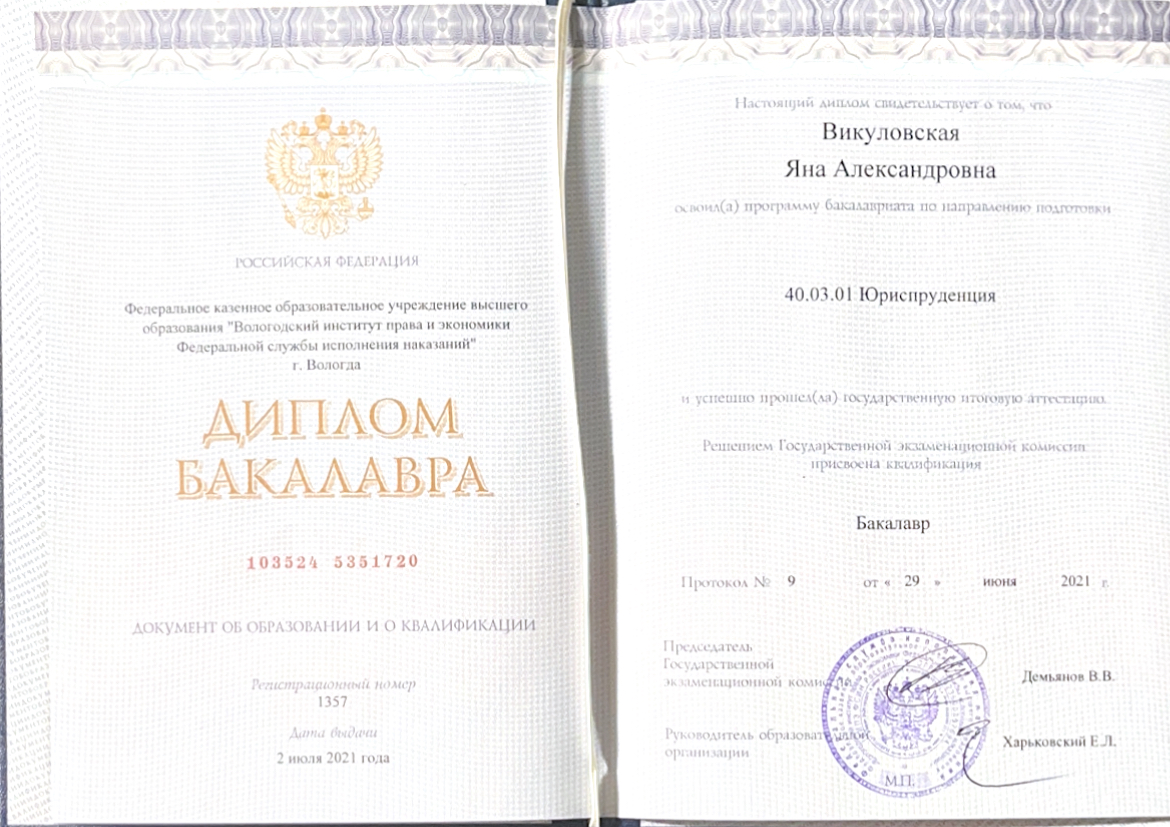 РОССИЙСКАЯ ФЕДЕРАЦИЯ
Федеральное казенное образовательное учреждение высшего
образования "Вологодский институт права и экономики
Федеральной службы исполнения наказаний"
г. Вологда
ДИПЛОМ
БАКАЛАВРА
103524 5351720
ДОКУМЕНТ ОБ ОБРАЗОВАНИИ И О КВАЛИФИКАЦИИ
Регистрационный номер
1357
Дата выдачи
2 июля 2021 года
Настоящий диплом свидетельствует о том, что
Викуловская
Яна Александровна
освоил(а) программу бакалавриата по направлению подготовки
40.03.01 Юриспруденция
и успешно прошел(ла) государственную итоговую аттестацию.
Решением Государственной экзаменационной комиссии
присвоена квалификация
Бакалавр
Протокол № 9 от « 29 » июня 2021 г.
Председатель
Государственной
экзаменационной комиссии
Демьянов В.В.
Руководитель образовательной
организации
Харьковский Е.Л.
М.П.